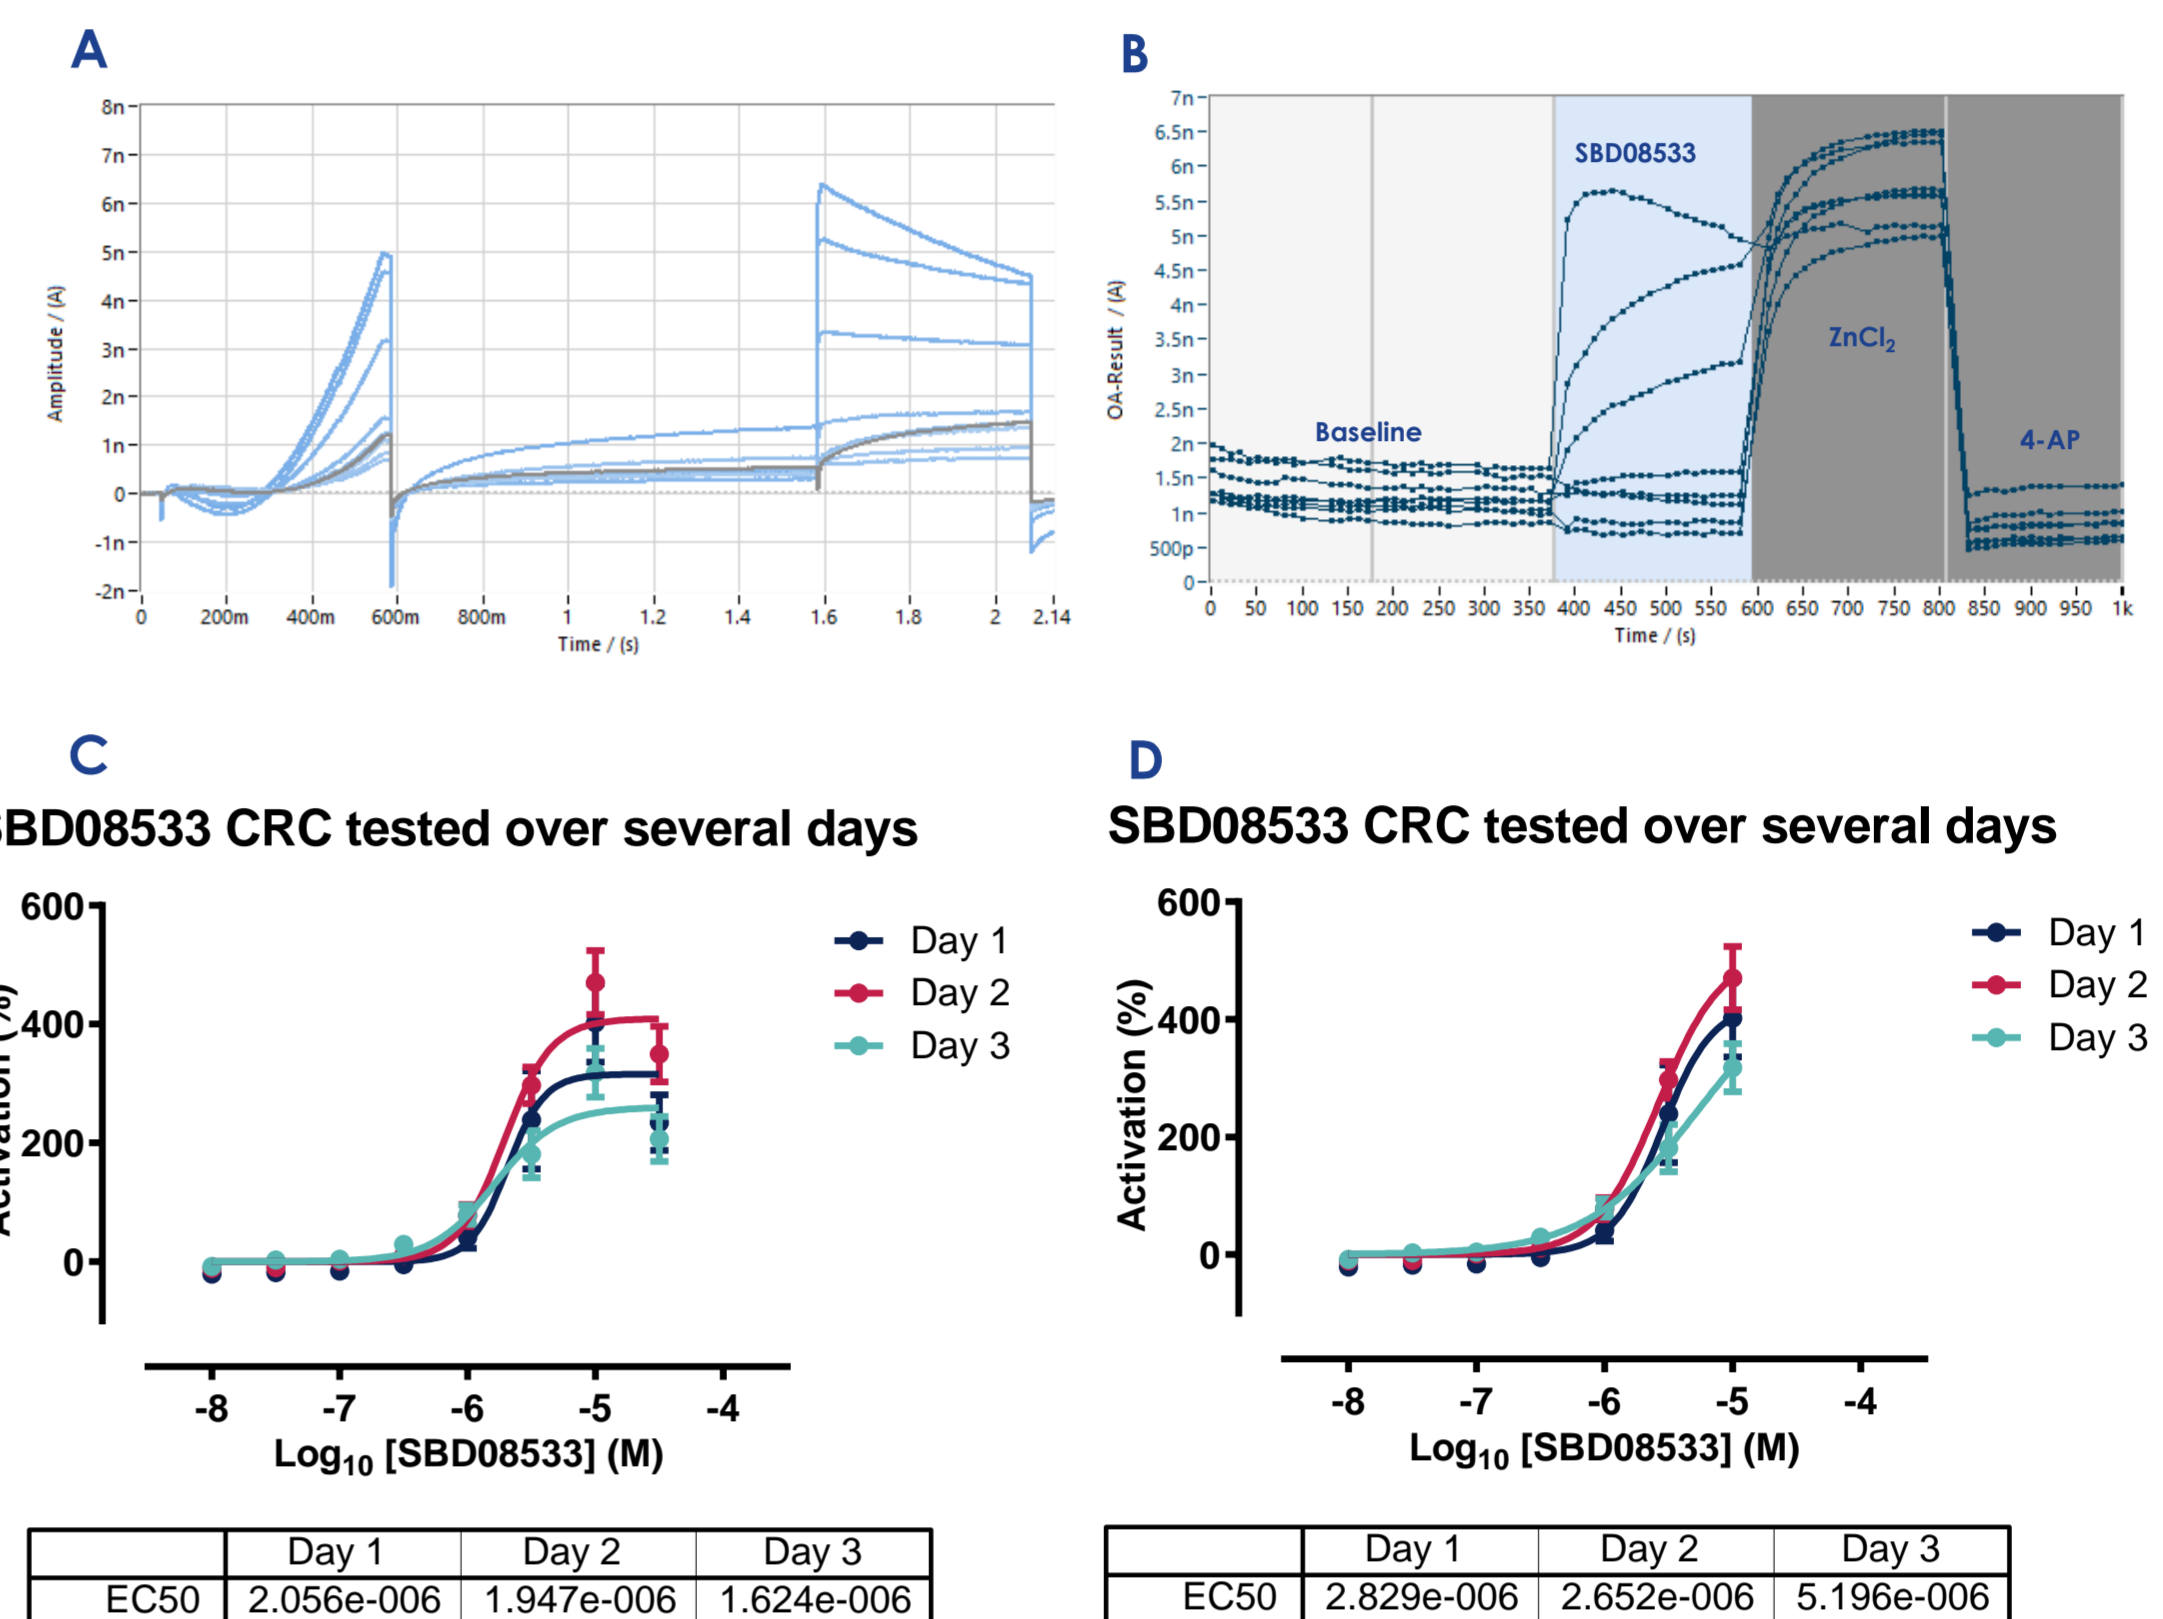 A
8n
7n
6n
5n
4n
3n
2n
1n
0
-1n
-2n
Amplitude / (A)
0 200m 400m 600m 800m 1 1.2 1.4 1.6 1.8 2 2.14
Time / (s)
B
7n
6.5n
6n
5.5n
5n
4.5n
4n
3.5n
3n
2.5n
2n
1.5n
1n
500p
0
OA-Result / (A)
SBD08533
Baseline
ZnCl₂
4-AP
0 50 100 150 200 250 300 350 400 450 500 550 600 650 700 750 800 850 900 950 1k
Time / (s)
C
SBD08533 CRC tested over several days
600
400
200
0
Activation (%)
Day 1
Day 2
Day 3
-8 -7 -6 -5 -4
Log₁₀ [SBD08533] (M)
Day 1 Day 2 Day 3
EC50 2.056e-006 1.947e-006 1.624e-006
D
SBD08533 CRC tested over several days
600
400
200
0
Activation (%)
Day 1
Day 2
Day 3
-8 -7 -6 -5 -4
Log₁₀ [SBD08533] (M)
Day 1 Day 2 Day 3
EC50 2.829e-006 2.652e-006 5.196e-006